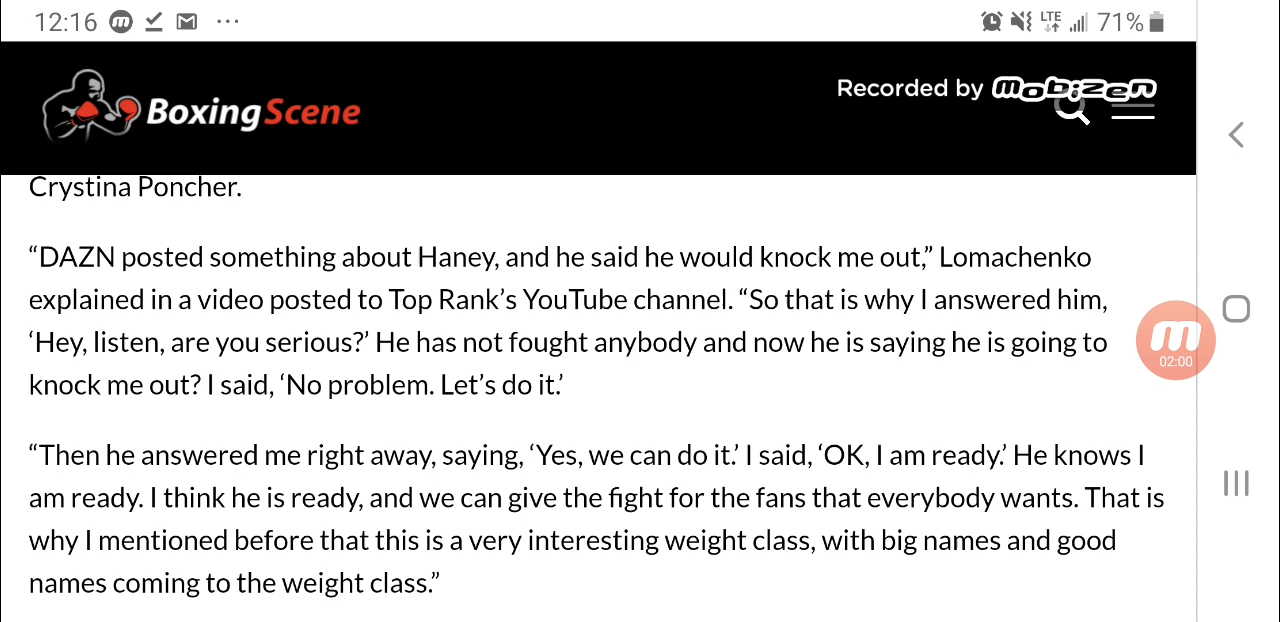 12:16 ... LTE 71%
BoxingScene
Recorded by mobizen
Crystina Poncher.
“DAZN posted something about Haney, and he said he would knock me out,” Lomachenko
explained in a video posted to Top Rank’s YouTube channel. “So that is why I answered him,
‘Hey, listen, are you serious?’ He has not fought anybody and now he is saying he is going to
knock me out? I said, ‘No problem. Let’s do it.’
02:00
“Then he answered me right away, saying, ‘Yes, we can do it.’ I said, ‘OK, I am ready.’ He knows I
am ready. I think he is ready, and we can give the fight for the fans that everybody wants. That is
why I mentioned before that this is a very interesting weight class, with big names and good
names coming to the weight class.”